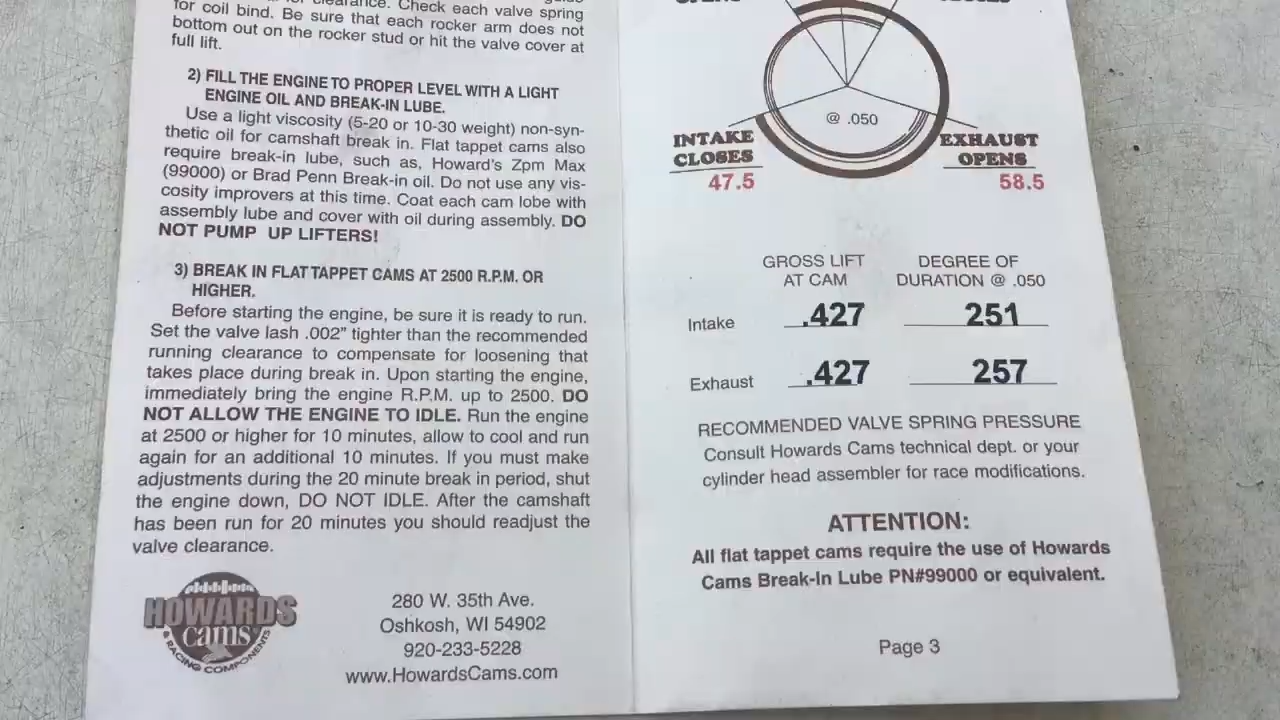 clearance. Check each valve spring
for coil bind. Be sure that each rocker arm does not
bottom out on the rocker stud or hit the valve cover at
full lift.
2) FILL THE ENGINE TO PROPER LEVEL WITH A LIGHT
ENGINE OIL AND BREAK-IN LUBE.
Use a light viscosity (5-20 or 10-30 weight) non-syn-
thetic oil for camshaft break in. Flat tappet cams also
require break-in lube, such as, Howard's Zpm Max
(99000) or Brad Penn Break-in oil. Do not use any vis-
cosity improvers at this time. Coat each cam lobe with
assembly lube and cover with oil during assembly. DO
NOT PUMP UP LIFTERS!
3) BREAK IN FLAT TAPPET CAMS AT 2500 R.P.M. OR
HIGHER.
Before starting the engine, be sure it is ready to run.
Set the valve lash .002" tighter than the recommended
running clearance to compensate for loosening that
takes place during break in. Upon starting the engine,
immediately bring the engine R.P.M. up to 2500. DO
NOT ALLOW THE ENGINE TO IDLE. Run the engine
at 2500 or higher for 10 minutes, allow to cool and run
again for an additional 10 minutes. If you must make
adjustments during the 20 minute break in period, shut
the engine down, DO NOT IDLE. After the camshaft
has been run for 20 minutes you should readjust the
valve clearance.
HOWARDS
cams
& RACING COMPONENTS
280 W. 35th Ave.
Oshkosh, WI 54902
920-233-5228
www.HowardsCams.com
@ .050
INTAKE
CLOSES
47.5
EXHAUST
OPENS
58.5
GROSS LIFT
AT CAM
DEGREE OF
DURATION @ .050
Intake .427 251
Exhaust .427 257
RECOMMENDED VALVE SPRING PRESSURE
Consult Howards Cams technical dept. or your
cylinder head assembler for race modifications.
ATTENTION:
All flat tappet cams require the use of Howards
Cams Break-In Lube PN#99000 or equivalent.
Page 3